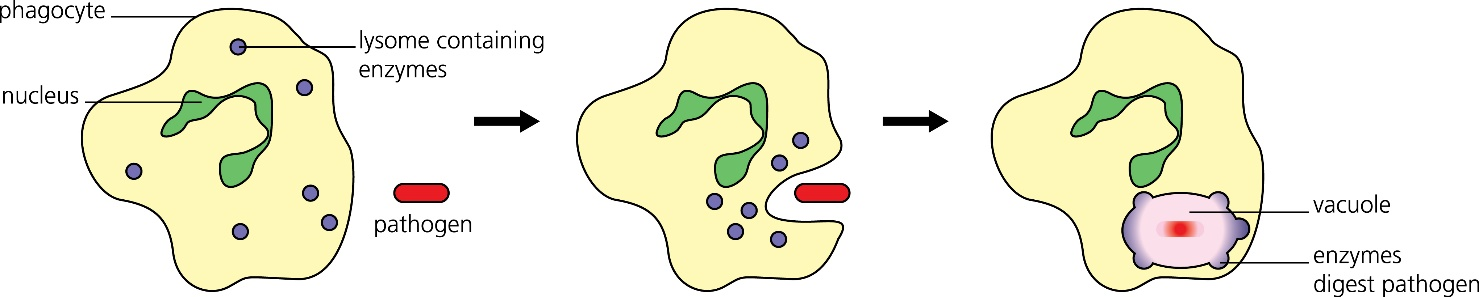 phagocyte
lysome containing
enzymes
nucleus
pathogen
vacuole
enzymes
digest pathogen